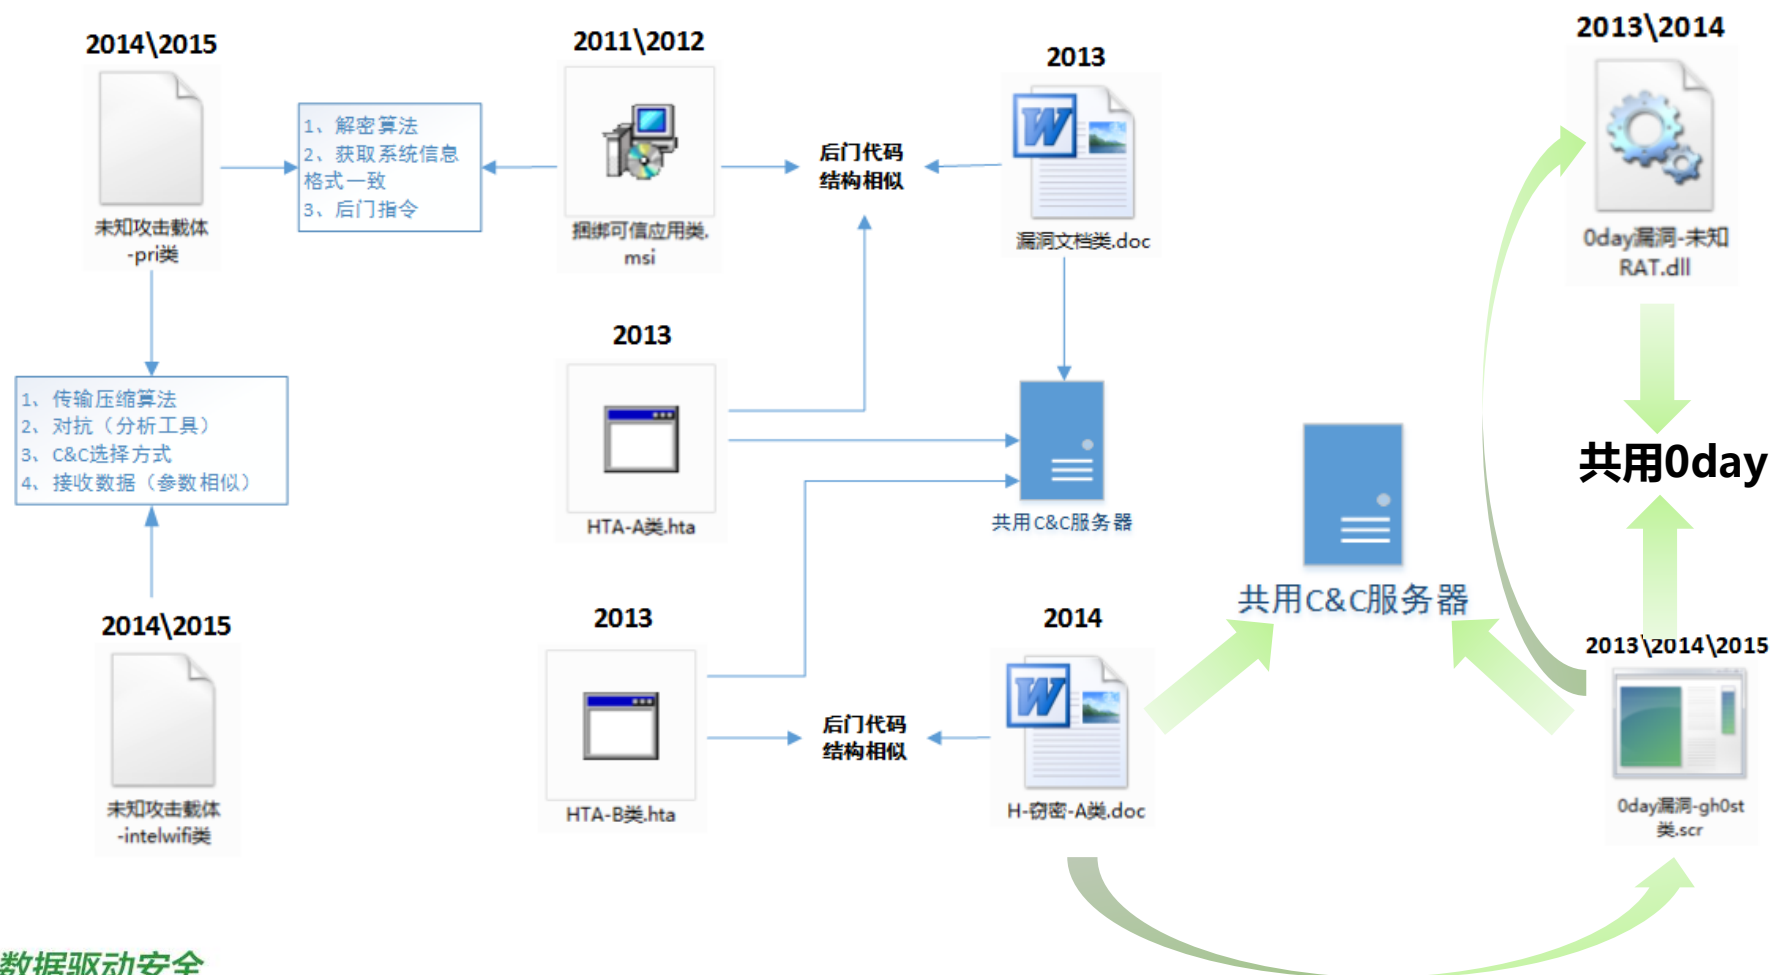 2014\2015
未知攻击载体
-pri类
1、解密算法
2、获取系统信息
格式一致
3、后门指令
2011\2012
捆绑可信应用类.
msi
后门代码
结构相似
2013
漏洞文档类.doc
2013\2014
0day漏洞-未知
RAT.dll
1、传输压缩算法
2、对抗（分析工具）
3、C&C选择方式
4、接收数据（参数相似）
2013
HTA-A类.hta
共用C&C服务器
共用C&C服务器
共用0day
2014\2015
未知攻击载体
-intelwifi类
2013
HTA-B类.hta
后门代码
结构相似
2014
H-窃密-A类.doc
2013\2014\2015
0day漏洞-gh0st
类.scr
数据驱动安全